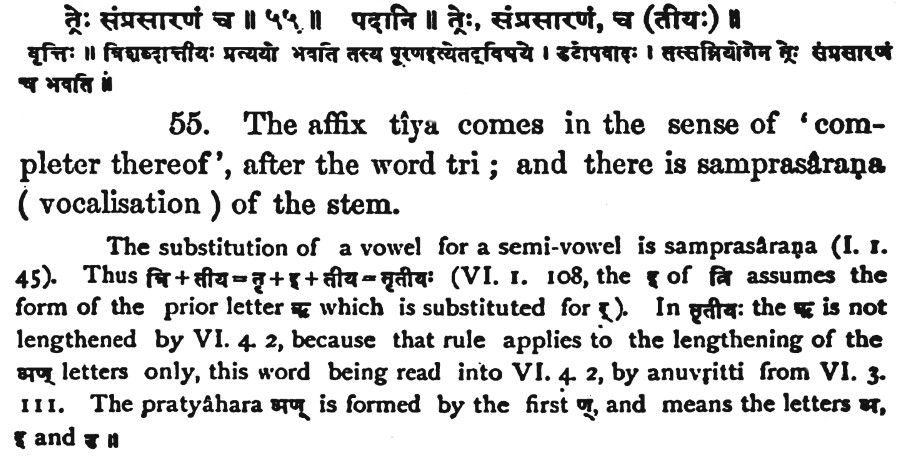 त्रेः संप्रसारणं च ॥ ५५ ॥ पदानि ॥ त्रेः, संप्रसारणं, च (तीयः) ॥
वृत्तिः ॥ त्रिशब्दात्तीयः प्रत्ययो भवति तस्य पूरणइत्येतद्विषये । डटोपवादः । तत्सन्नियोगेन त्रेः संप्रसारणं
च भवति ॥
55. The affix tîya comes in the sense of ‘com-
pleter thereof’, after the word tri ; and there is samprasâraṇa
( vocalisation ) of the stem.
The substitution of a vowel for a semi-vowel is samprasâraṇa (I. 1.
45). Thus त्रि + तीय = तृ + इ + तीय = तृतीयः (VI. 1. 108, the इ of त्रि assumes the
form of the prior letter ऋ which is substituted for र्). In तृतीयः the ऋ is not
lengthened by VI. 4. 2, because that rule applies to the lengthening of the
अण् letters only, this word being read into VI. 4. 2, by anuvṛitti from VI. 3.
111. The pratyâhara अण् is formed by the first ण्, and means the letters अ,
इ and उ ॥